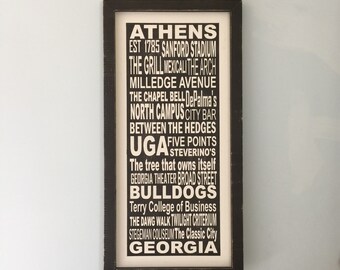 ATHENS
EST 1785 SANFORD STADIUM
THE GRILL MEXICALI THE ARCH
MILLEDGE AVENUE
THE CHAPEL BELL DePalma's
NORTH CAMPUS CITY BAR
BETWEEN THE HEDGES
UGA FIVE POINTS
STEVERINO'S
The tree that owns itself
GEORGIA THEATER BROAD STREET
BULLDOGS
Terry College of Business
THE DAWG WALK TWILIGHT CRITERIUM
STEGEMAN COLISEUM The Classic City
GEORGIA